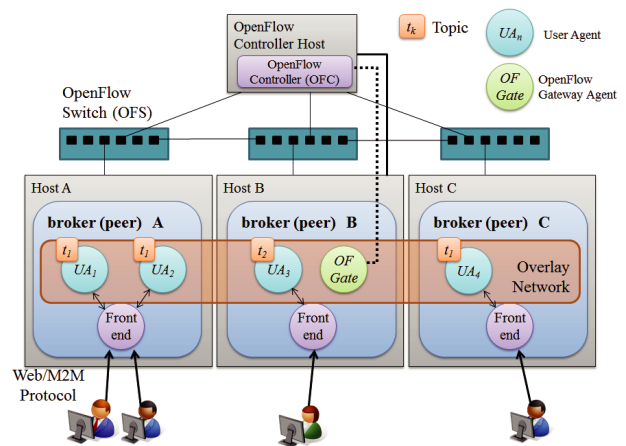 OpenFlow
Controller Host
OpenFlow
Controller (OFC)
t_k Topic
UA_n User Agent
OF
Gate
OpenFlow
Gateway Agent
OpenFlow
Switch (OFS)
Host A
Host B
Host C
broker (peer) A
broker (peer) B
broker (peer) C
t_1
t_1
t_2
t_1
UA_1
UA_2
UA_3
OF
Gate
UA_4
Overlay
Network
Front
end
Front
end
Front
end
Web/M2M
Protocol